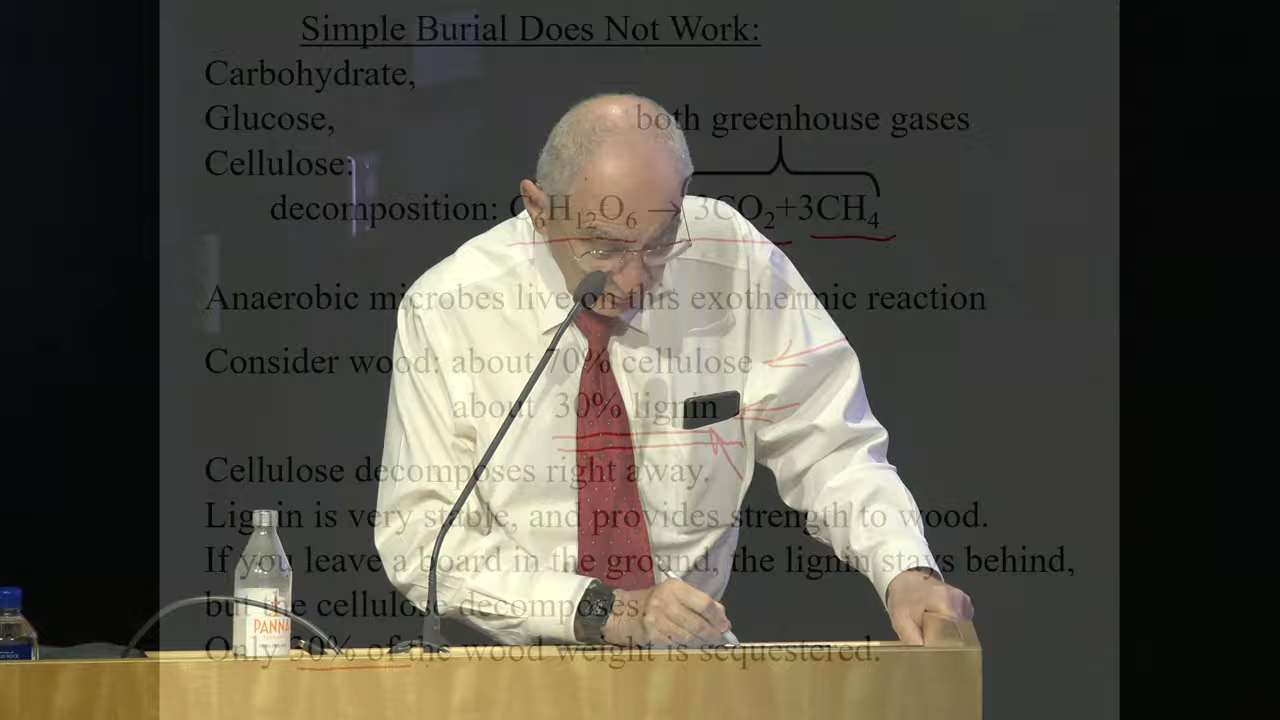 Simple Burial Does Not Work:
Carbohydrate,
Glucose,
both greenhouse gases
Cellulose:
decomposition: C₆H₁₂O₆ → 3CO₂+3CH₄
Anaerobic microbes live on this exothermic reaction
Consider wood: about 70% cellulose
about 30% lignin
Cellulose decomposes right away.
Lignin is very stable, and provides strength to wood.
If you leave a board in the ground, the lignin stays behind,
but the cellulose decomposes.
Only 30% of the wood weight is sequestered.
PANNA